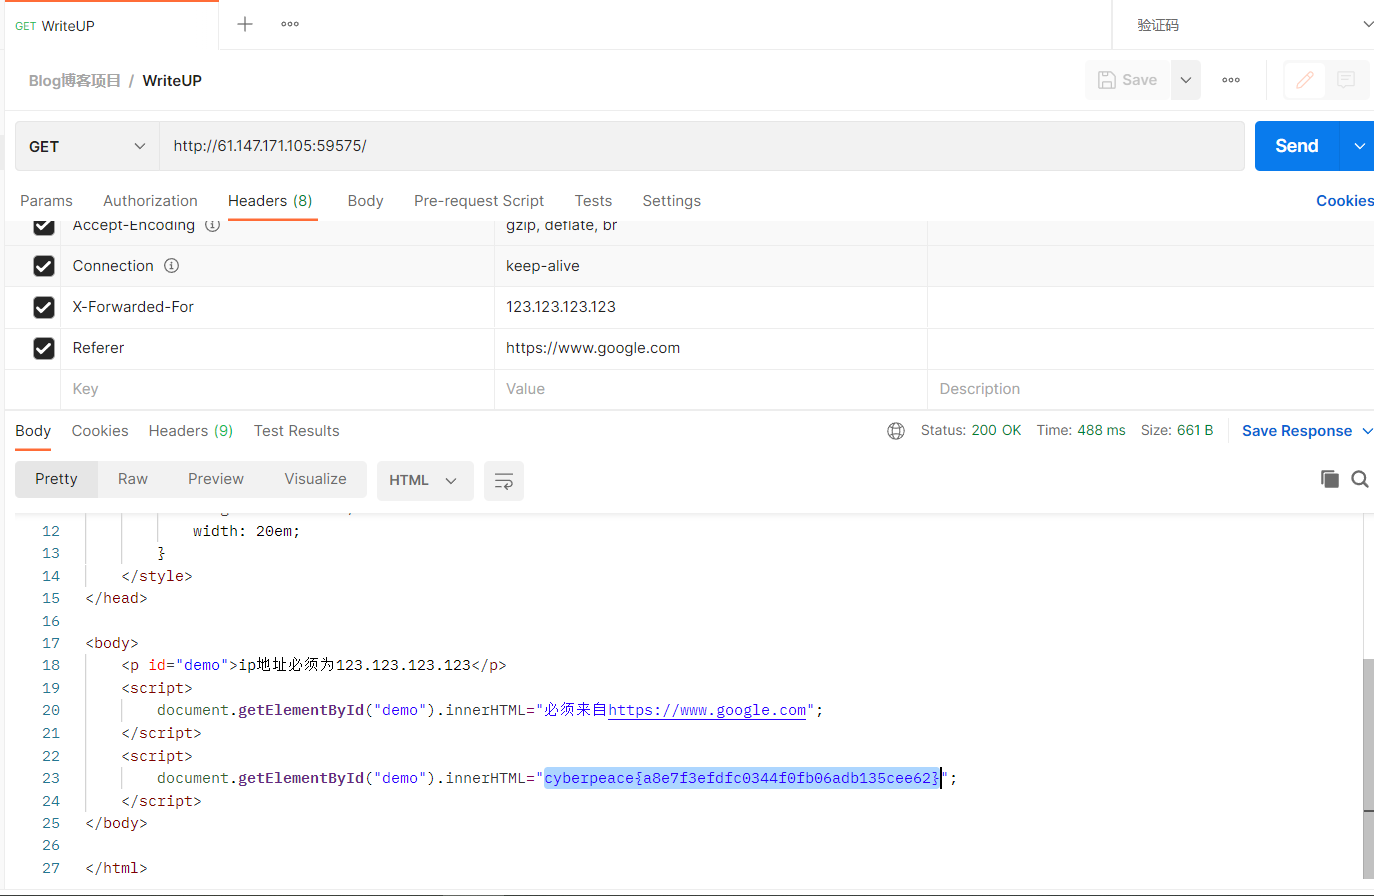 GET WriteUP
验证码
Blog博客项目 / WriteUP
Save
GET http://61.147.171.105:59575/ Send
Params Authorization Headers (8) Body Pre-request Script Tests Settings Cookies
Accept-Encoding gzip, deflate, br
Connection keep-alive
X-Forwarded-For 123.123.123.123
Referer https://www.google.com
Key Value Description
Body Cookies Headers (9) Test Results Status: 200 OK Time: 488 ms Size: 661 B Save Response
Pretty Raw Preview Visualize HTML
12 width: 20em;
13 }
14 </style>
15 </head>
16
17 <body>
18 <p id="demo">ip地址必须为123.123.123.123</p>
19 <script>
20 document.getElementById("demo").innerHTML="必须来自https://www.google.com";
21 </script>
22 <script>
23 document.getElementById("demo").innerHTML="cyberpeace{a8e7f3efdfc0344f0fb06adb135cee62}";
24 </script>
25 </body>
26
27 </html>